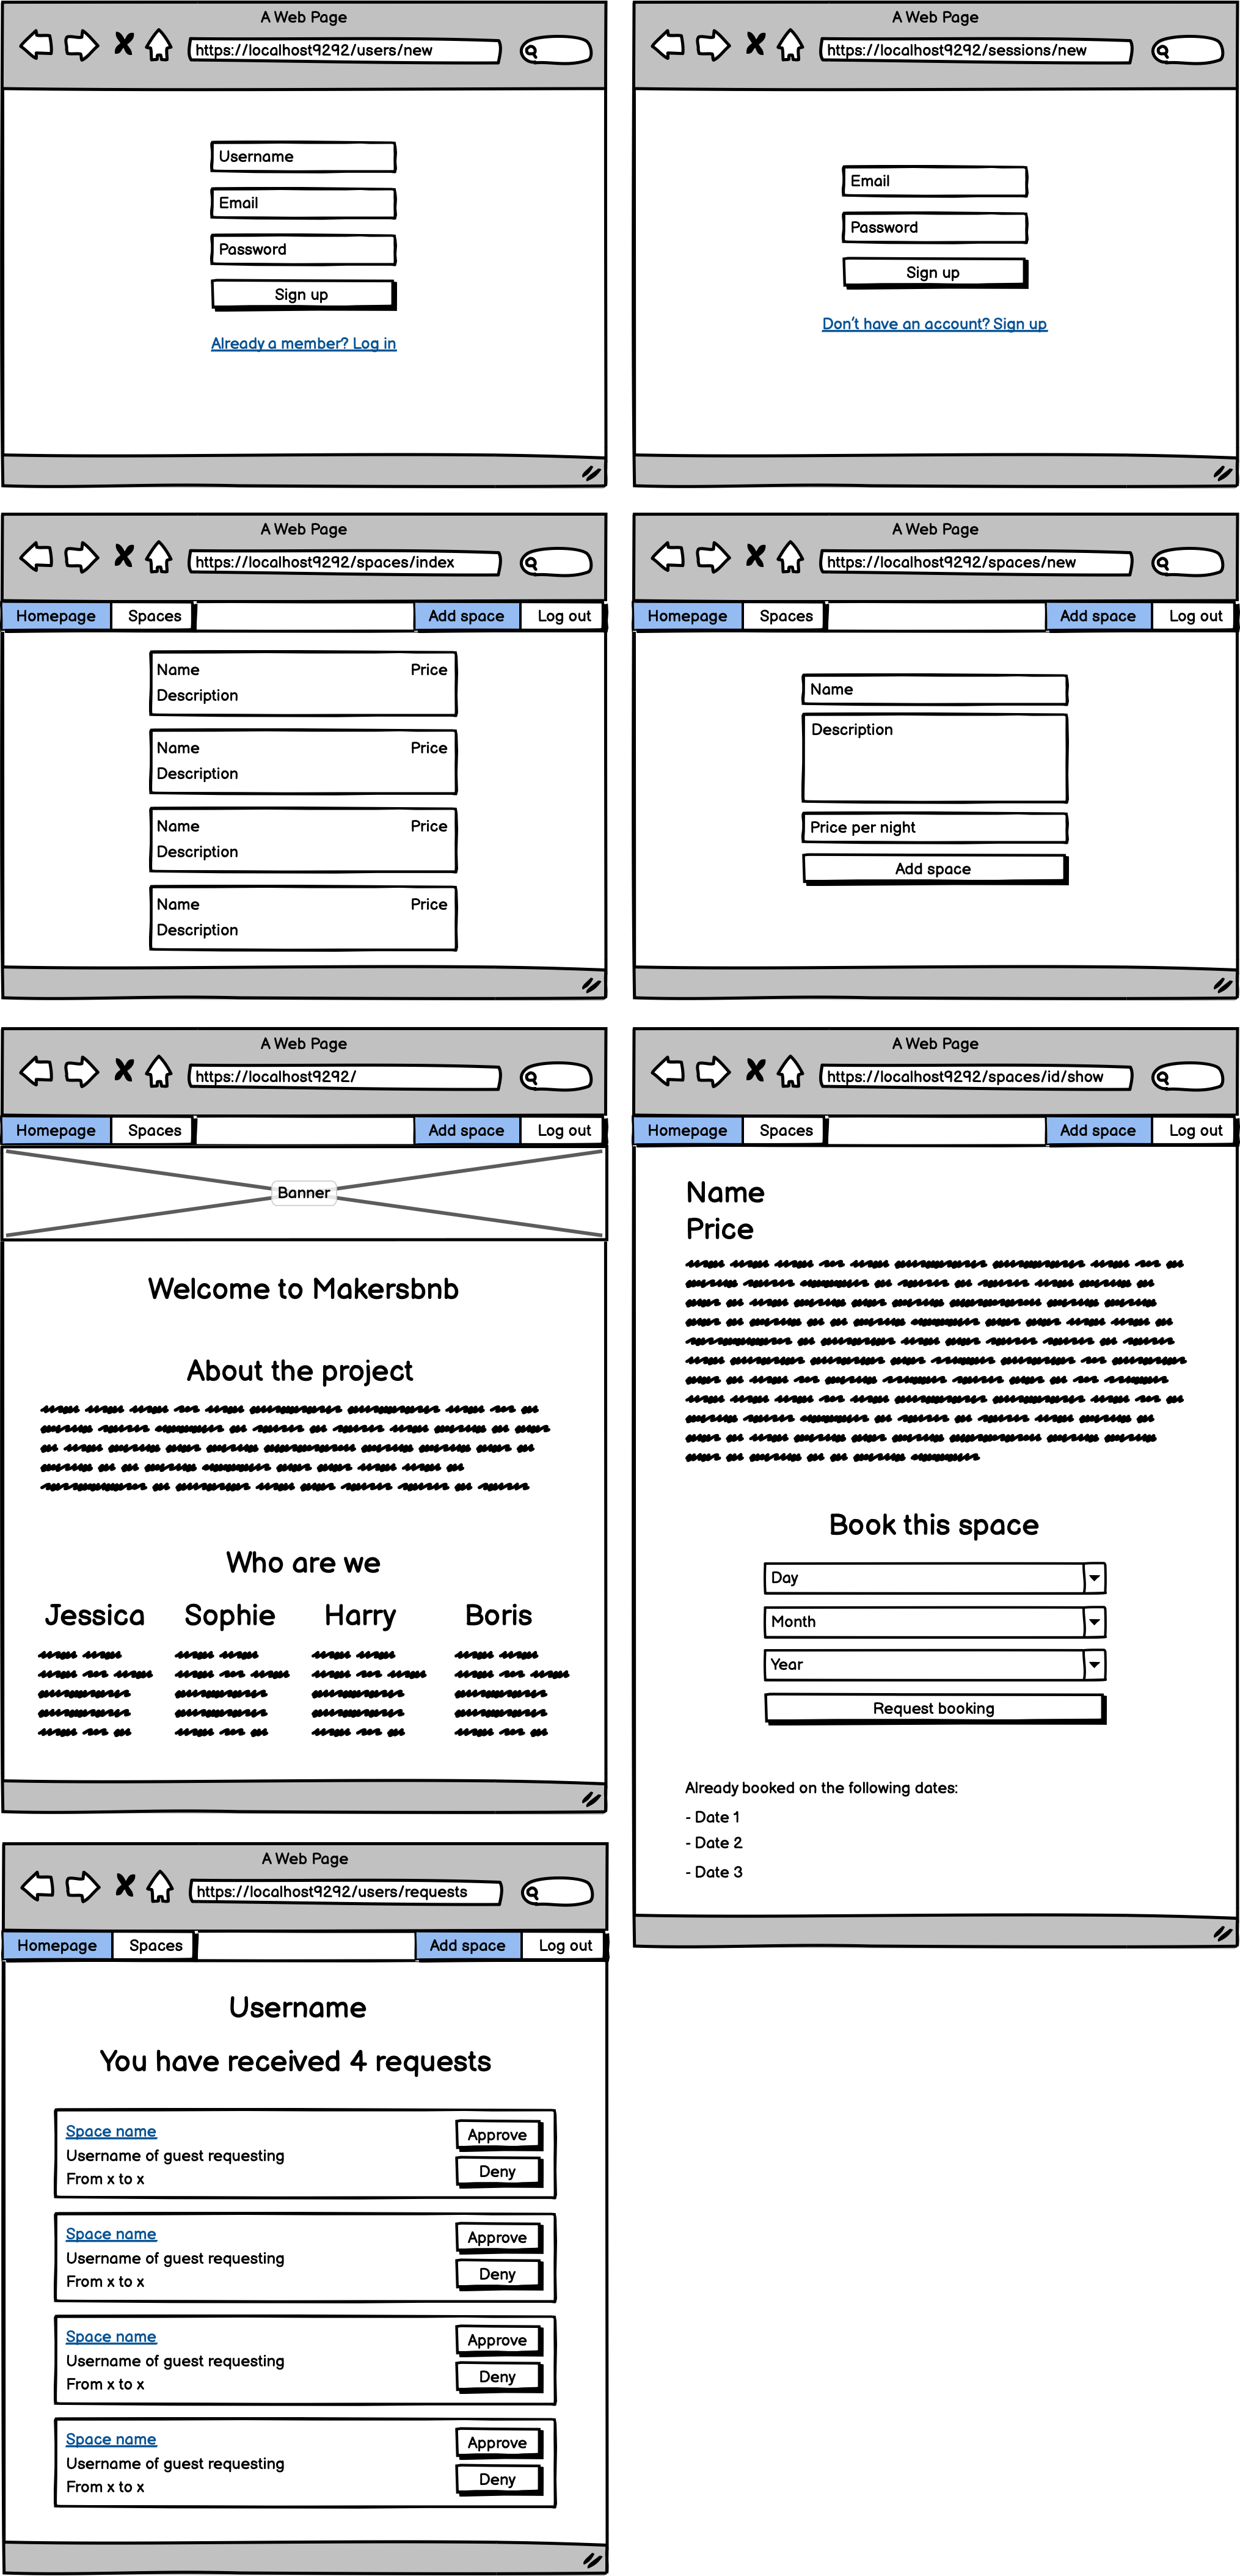 A Web Page
https://localhost9292/users/new
Username
Email
Password
Sign up
Already a member? Log in
A Web Page
https://localhost9292/sessions/new
Email
Password
Sign up
Don't have an account? Sign up
A Web Page
https://localhost9292/spaces/index
Homepage Spaces Add space Log out
Name Price
Description
Name Price
Description
Name Price
Description
Name Price
Description
A Web Page
https://localhost9292/spaces/new
Homepage Spaces Add space Log out
Name
Description
Price per night
Add space
A Web Page
https://localhost9292/
Homepage Spaces Add space Log out
Banner
Welcome to Makersbnb
About the project
Who are we
Jessica Sophie Harry Boris
A Web Page
https://localhost9292/spaces/id/show
Homepage Spaces Add space Log out
Name
Price
Book this space
Day
Month
Year
Request booking
Already booked on the following dates:
- Date 1
- Date 2
- Date 3
A Web Page
https://localhost9292/users/requests
Homepage Spaces Add space Log out
Username
You have received 4 requests
Space name
Username of guest requesting
From x to x
Approve
Deny
Space name
Username of guest requesting
From x to x
Approve
Deny
Space name
Username of guest requesting
From x to x
Approve
Deny
Space name
Username of guest requesting
From x to x
Approve
Deny